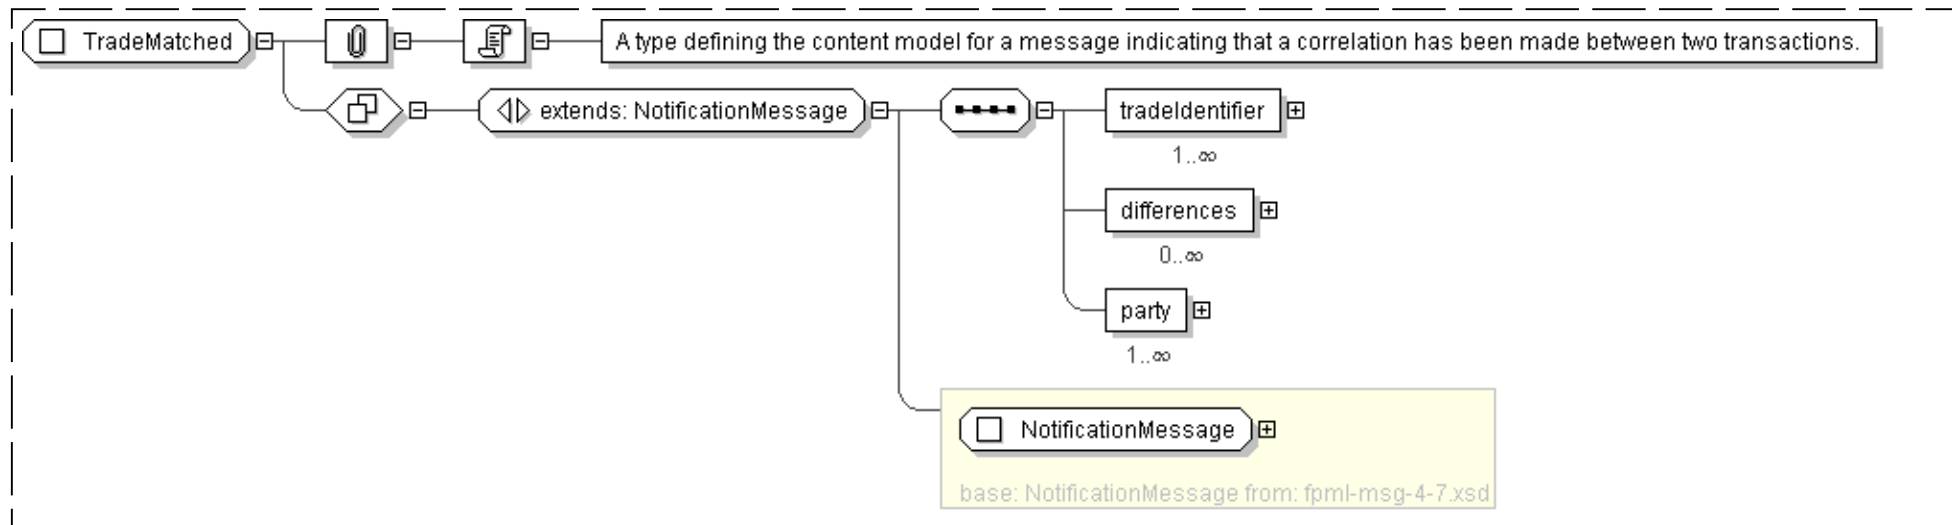 TradeMatched
A type defining the content model for a message indicating that a correlation has been made between two transactions.
extends: NotificationMessage
tradeIdentifier
1..∞
differences
0..∞
party
1..∞
NotificationMessage
base: NotificationMessage from: fpml-msg-4-7.xsd